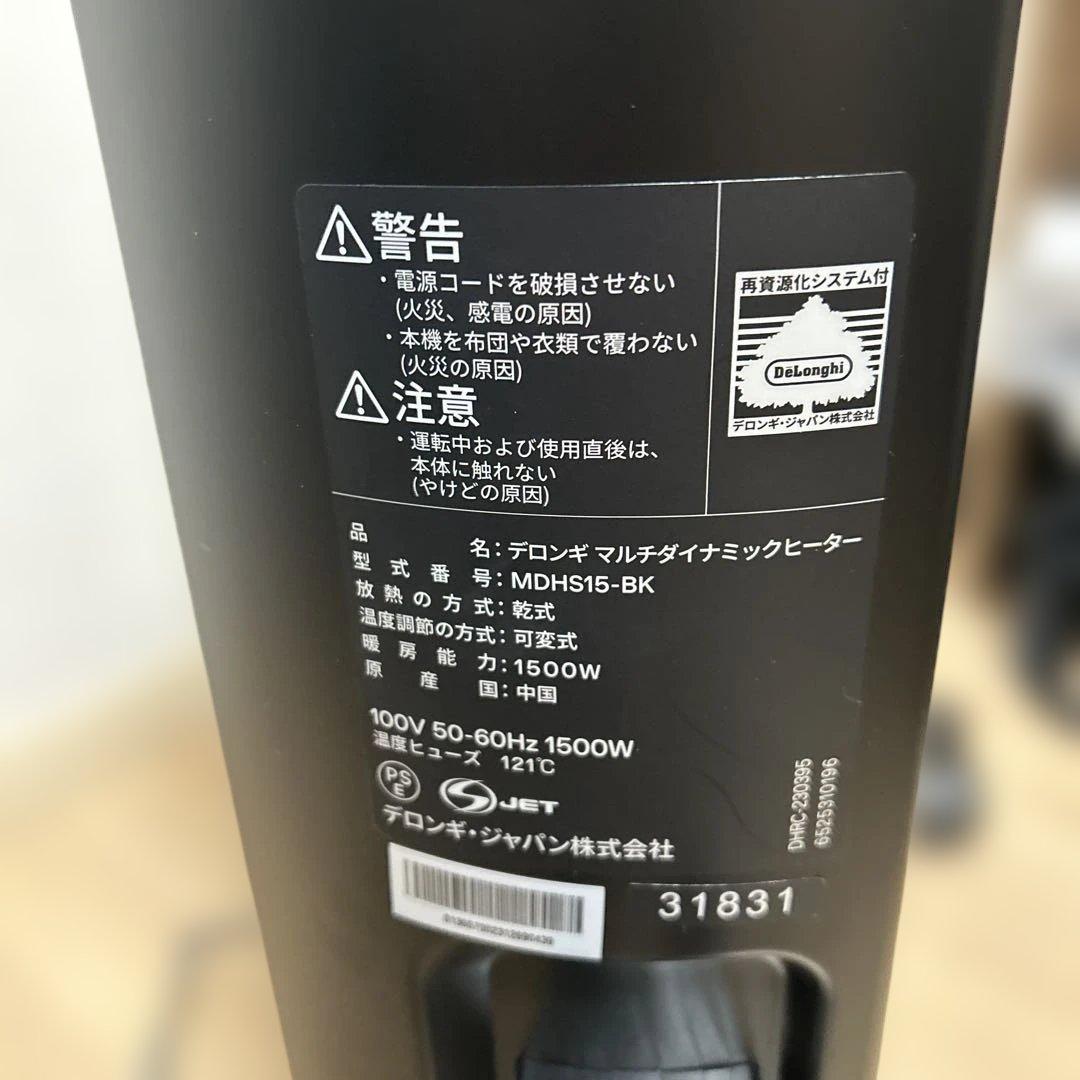 警告
・電源コードを破損させない
(火災、感電の原因)
・本機を布団や衣類で覆わない
(火災の原因)
注意
・運転中および使用直後は、
本体に触れない
(やけどの原因)
再資源化システム付
DēLonghi
デロンギ・ジャパン株式会社
品名：デロンギ マルチダイナミックヒーター
型式番号：MDHS15-BK
放熱の方式：乾式
温度調節の方式：可変式
暖房能力：1500W
原産国：中国
100V 50-60Hz 1500W
温度ヒューズ 121℃
PSE
JET
デロンギ・ジャパン株式会社
DHRC-230395
6525310196
31831